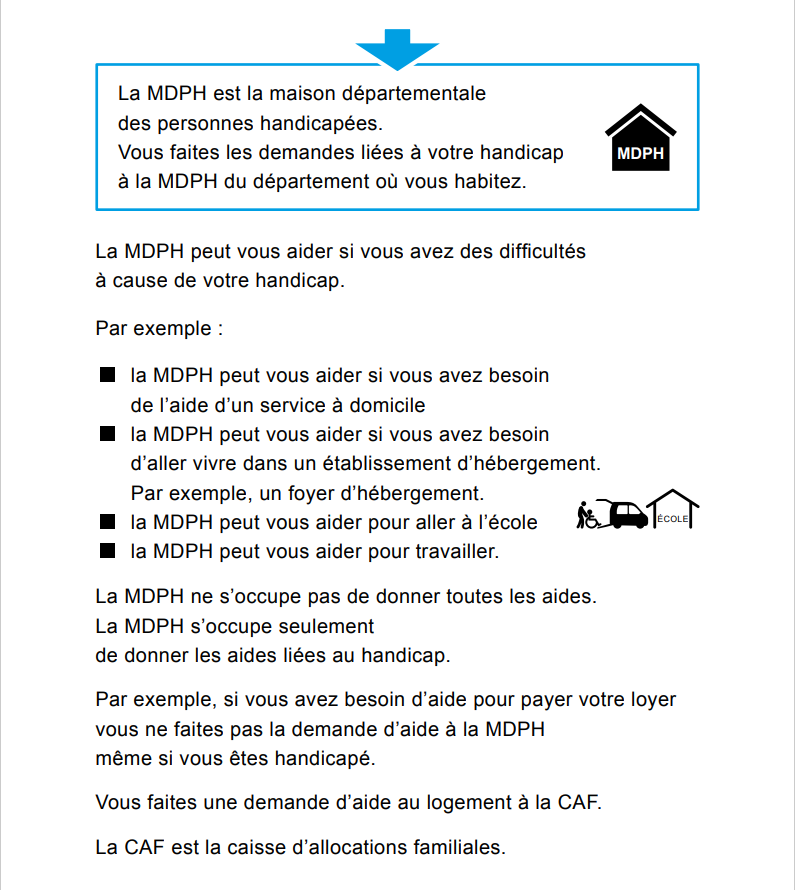 La MDPH est la maison départementale
des personnes handicapées.
Vous faites les demandes liées à votre handicap
à la MDPH du département où vous habitez.
MDPH
La MDPH peut vous aider si vous avez des difficultés
à cause de votre handicap.
Par exemple :
■ la MDPH peut vous aider si vous avez besoin
de l’aide d’un service à domicile
■ la MDPH peut vous aider si vous avez besoin
d’aller vivre dans un établissement d’hébergement.
Par exemple, un foyer d’hébergement.
■ la MDPH peut vous aider pour aller à l’école
ÉCOLE
■ la MDPH peut vous aider pour travailler.
La MDPH ne s’occupe pas de donner toutes les aides.
La MDPH s’occupe seulement
de donner les aides liées au handicap.
Par exemple, si vous avez besoin d’aide pour payer votre loyer
vous ne faites pas la demande d’aide à la MDPH
même si vous êtes handicapé.
Vous faites une demande d’aide au logement à la CAF.
La CAF est la caisse d’allocations familiales.